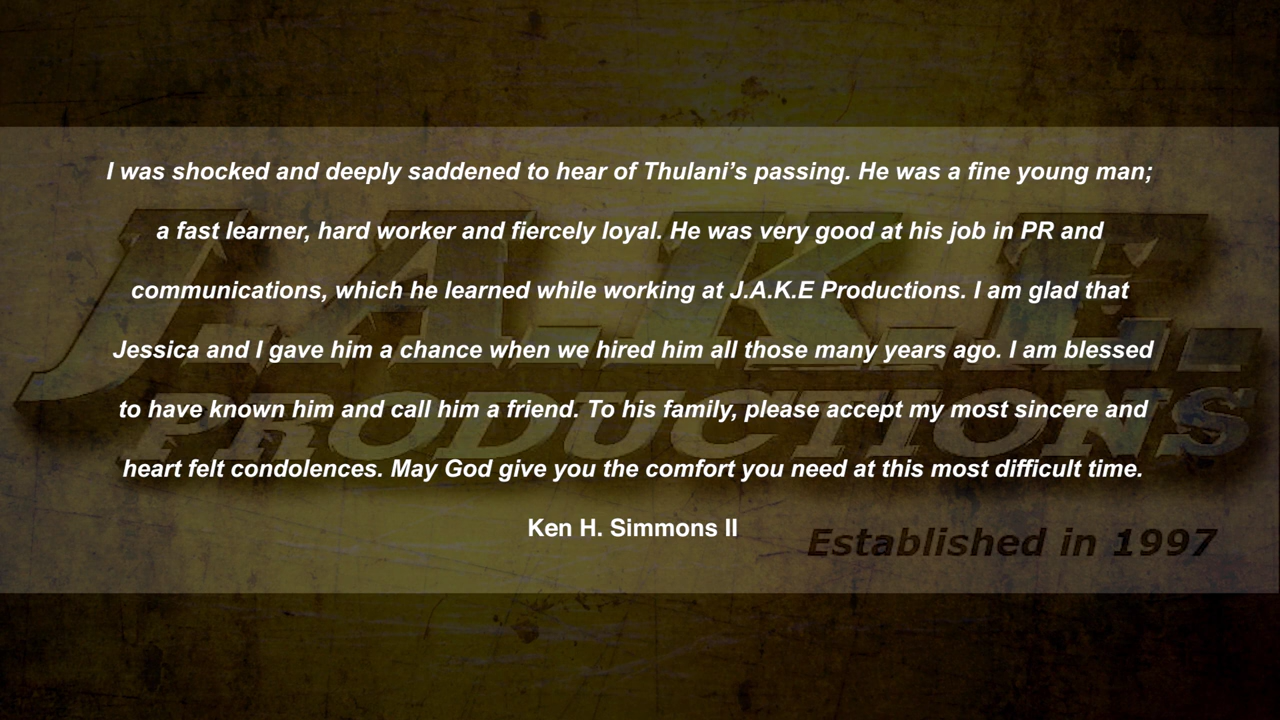 I was shocked and deeply saddened to hear of Thulani’s passing. He was a fine young man;
a fast learner, hard worker and fiercely loyal. He was very good at his job in PR and
communications, which he learned while working at J.A.K.E Productions. I am glad that
Jessica and I gave him a chance when we hired him all those many years ago. I am blessed
to have known him and call him a friend. To his family, please accept my most sincere and
heart felt condolences. May God give you the comfort you need at this most difficult time.
Ken H. Simmons II
J.A.K.E.
PRODUCTIONS
Established in 1997